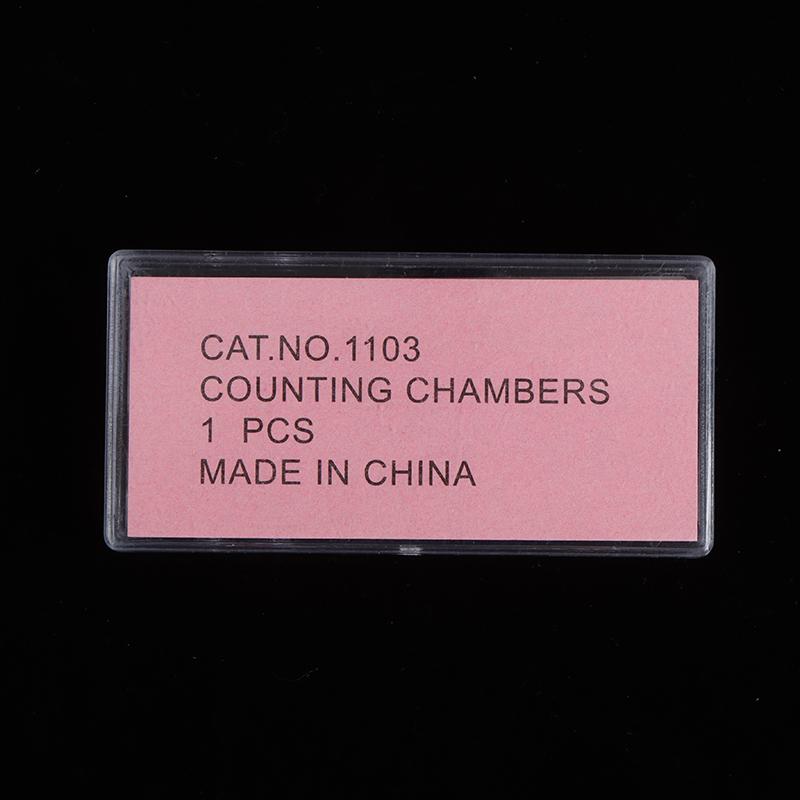 CAT.NO.1103
COUNTING CHAMBERS
1 PCS
MADE IN CHINA